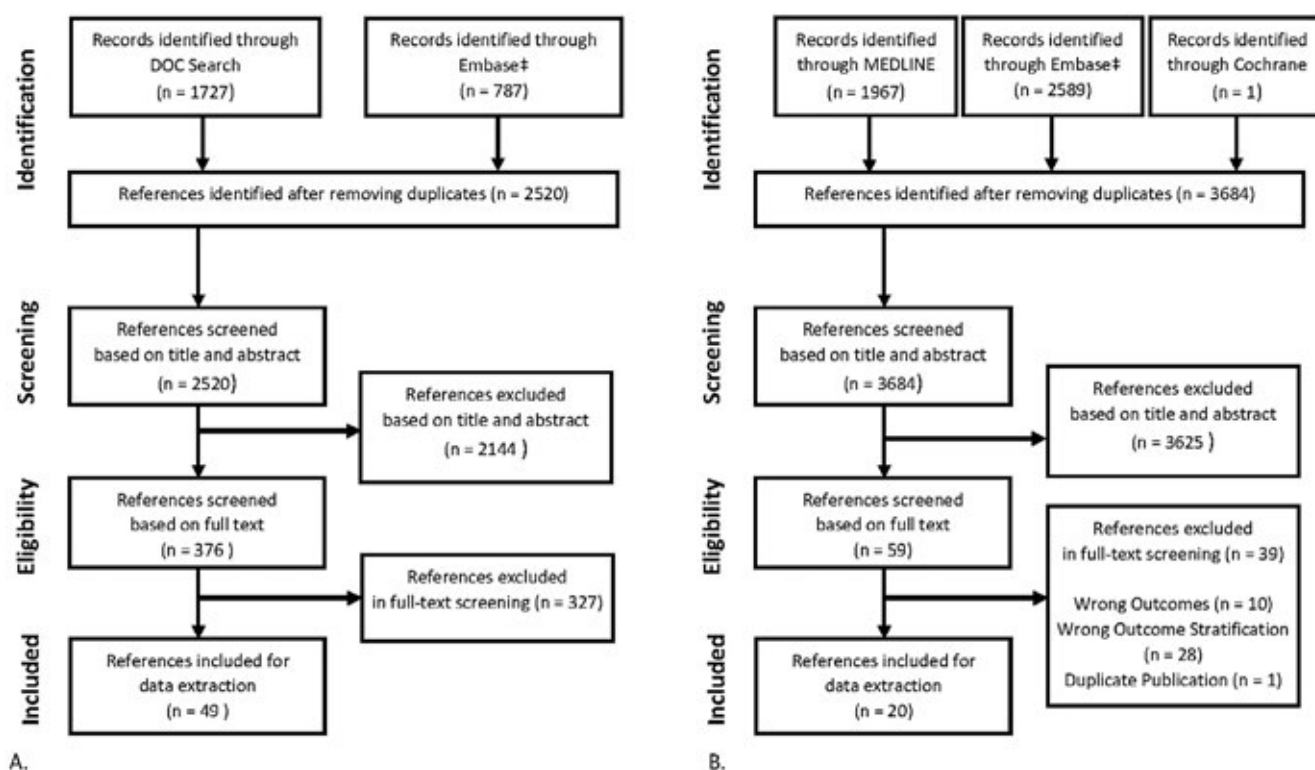 Identification
Records identified through
DOC Search
(n = 1727)
Records identified through
Embase‡
(n = 787)
References identified after removing duplicates (n = 2520)
Screening
References screened
based on title and abstract
(n = 2520)
References excluded
based on title and abstract
(n = 2144 )
Eligibility
References screened
based on full text
(n = 376 )
References excluded
in full-text screening (n = 327)
Included
References included for
data extraction
(n = 49 )
A.
Identification
Records identified
through MEDLINE
(n = 1967)
Records identified
through Embase‡
(n = 2589)
Records identified
through Cochrane
(n = 1)
References identified after removing duplicates (n = 3684)
Screening
References screened
based on title and abstract
(n = 3684)
References excluded
based on title and abstract
(n = 3625 )
Eligibility
References screened
based on full text
(n = 59)
References excluded
in full-text screening (n = 39)
Wrong Outcomes (n = 10)
Wrong Outcome Stratification
(n = 28)
Duplicate Publication (n = 1)
Included
References included for
data extraction
(n = 20)
B.